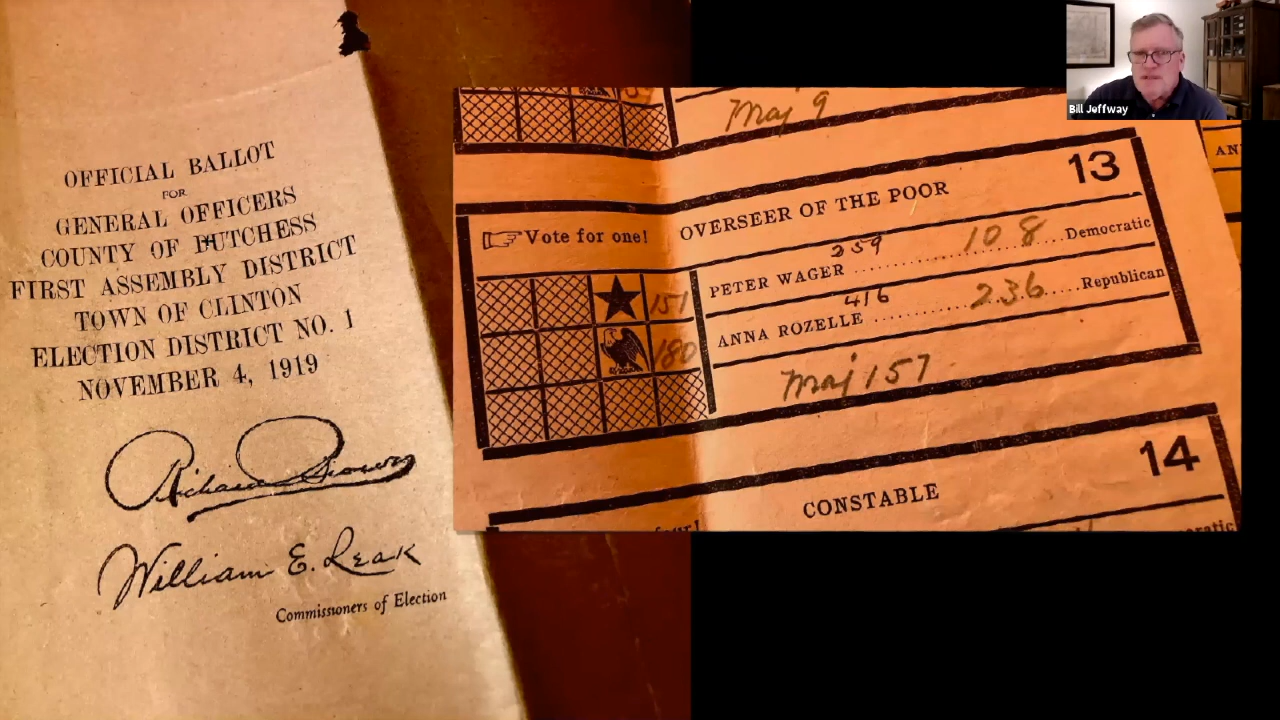 OFFICIAL BALLOT
FOR
GENERAL OFFICERS
COUNTY OF DUTCHESS
FIRST ASSEMBLY DISTRICT
TOWN OF CLINTON
ELECTION DISTRICT NO. 1
NOVEMBER 4, 1919
Richard
William E. Leak
Commissioners of Election
Maj 9
13
OVERSEER OF THE POOR
Vote for one!
259
PETER WAGER 108 Democratic
151
416
ANNA ROZELLE 236 Republican
180
Maj 157
14
CONSTABLE
Bill Jeffway